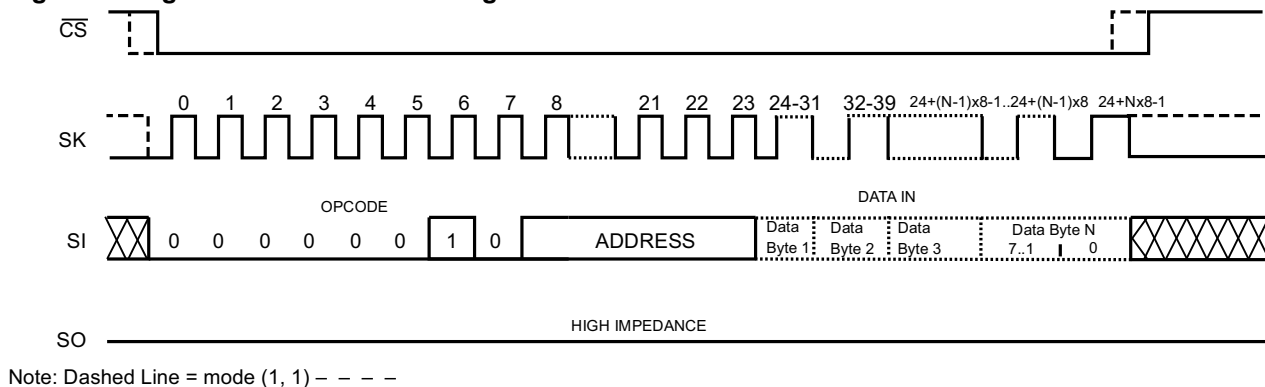 CS
0 1 2 3 4 5 6 7 8 21 22 23 24-31 32-39 24+(N-1)x8-1..24+(N-1)x8 24+Nx8-1
SK
OPCODE DATA IN
SI 0 0 0 0 0 0 1 0 ADDRESS
Data Byte 1
Data Byte 2
Data Byte 3
Data Byte N
7..1 0
HIGH IMPEDANCE
SO
Note: Dashed Line = mode (1, 1) – – – –